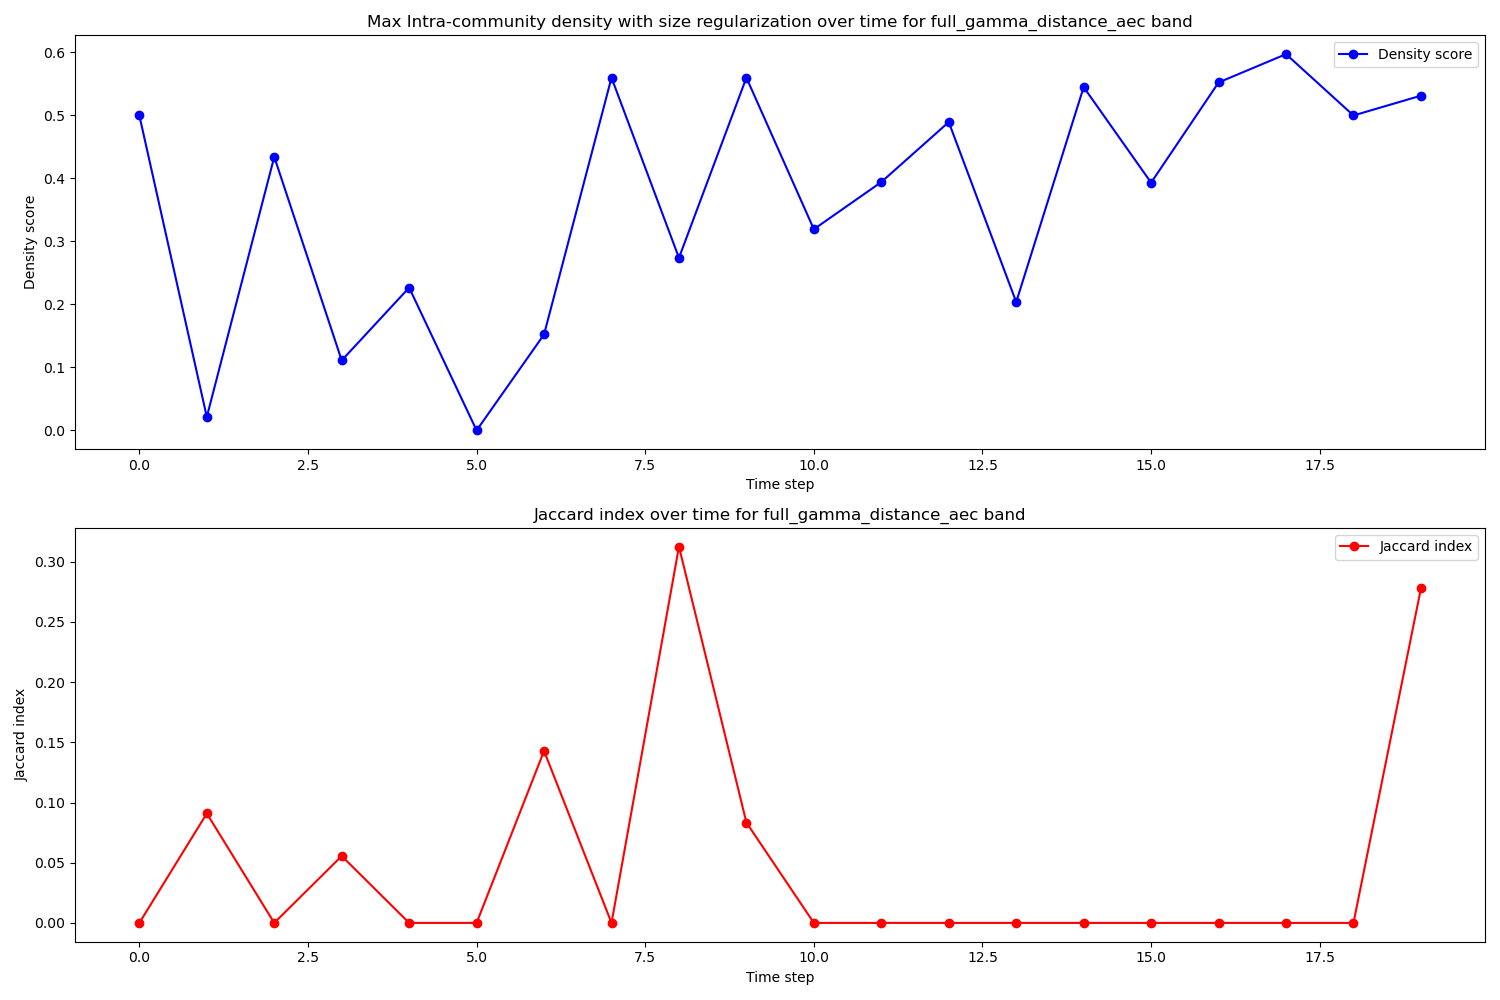 Max Intra-community density with size regularization over time for full_gamma_distance_aec band
Density score
0.6
0.5
0.4
0.3
0.2
0.1
0.0
Density score
0.0 2.5 5.0 7.5 10.0 12.5 15.0 17.5
Time step
Jaccard index over time for full_gamma_distance_aec band
Jaccard index
0.30
0.25
0.20
0.15
0.10
0.05
0.00
Jaccard index
0.0 2.5 5.0 7.5 10.0 12.5 15.0 17.5
Time step